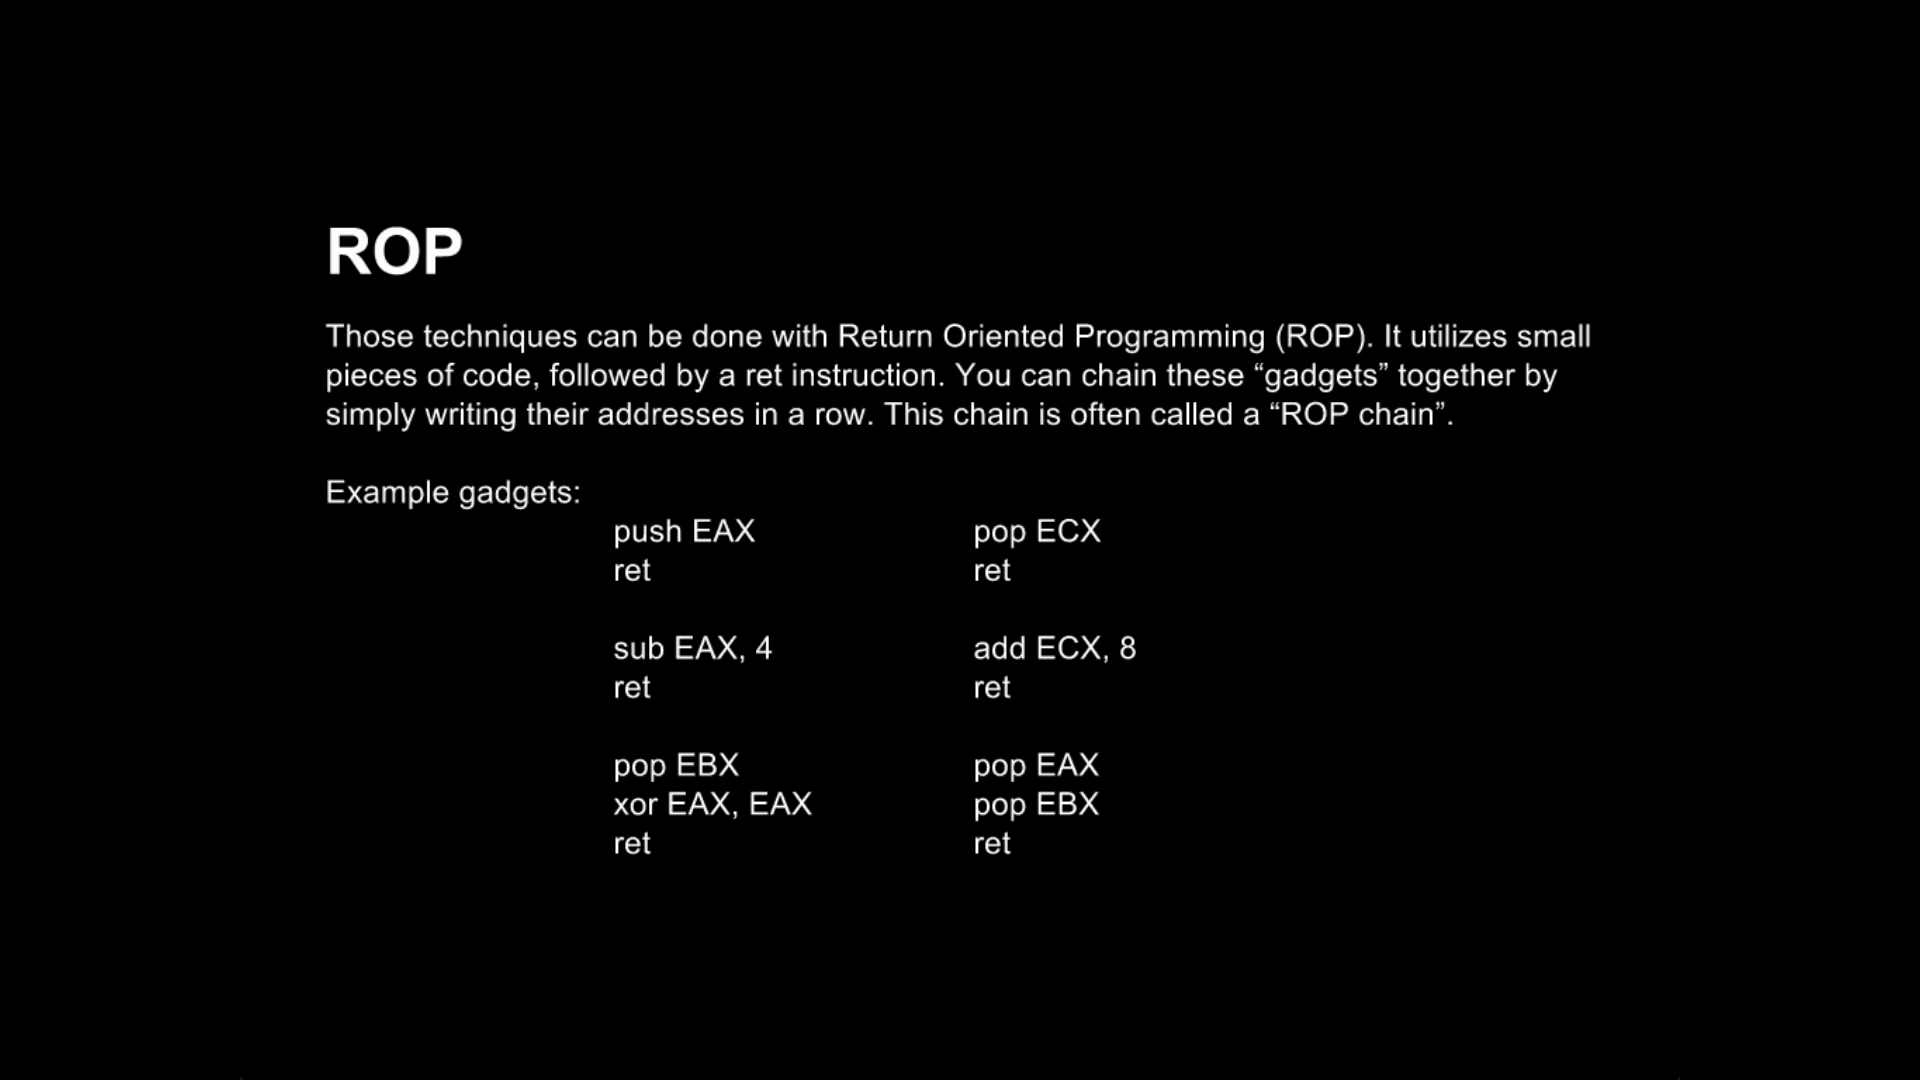 ROP
Those techniques can be done with Return Oriented Programming (ROP). It utilizes small
pieces of code, followed by a ret instruction. You can chain these “gadgets” together by
simply writing their addresses in a row. This chain is often called a “ROP chain”.
Example gadgets:
push EAX
ret
pop ECX
ret
sub EAX, 4
ret
add ECX, 8
ret
pop EBX
xor EAX, EAX
ret
pop EAX
pop EBX
ret